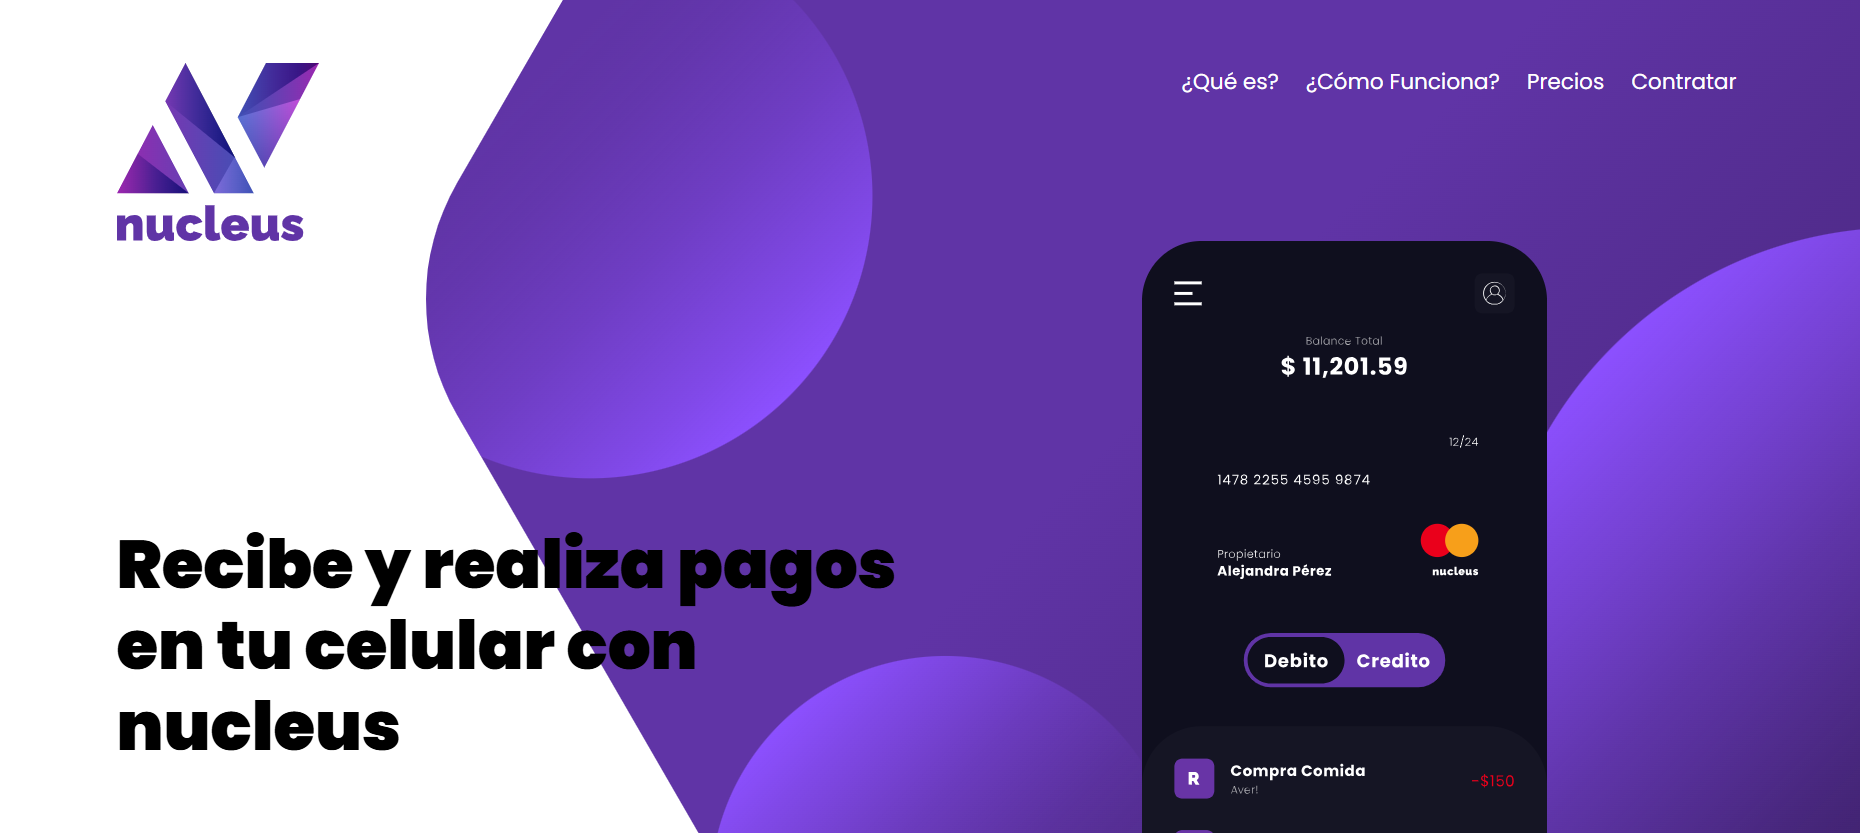 nucleus
¿Qué es? ¿Cómo Funciona? Precios Contratar
Recibe y realiza pagos
en tu celular con
nucleus
Balance Total
$ 11,201.59
12/24
1478 2255 4595 9874
Propietario
Alejandra Pérez
nucleus
Debito Credito
R
Compra Comida
Aver!
-$150